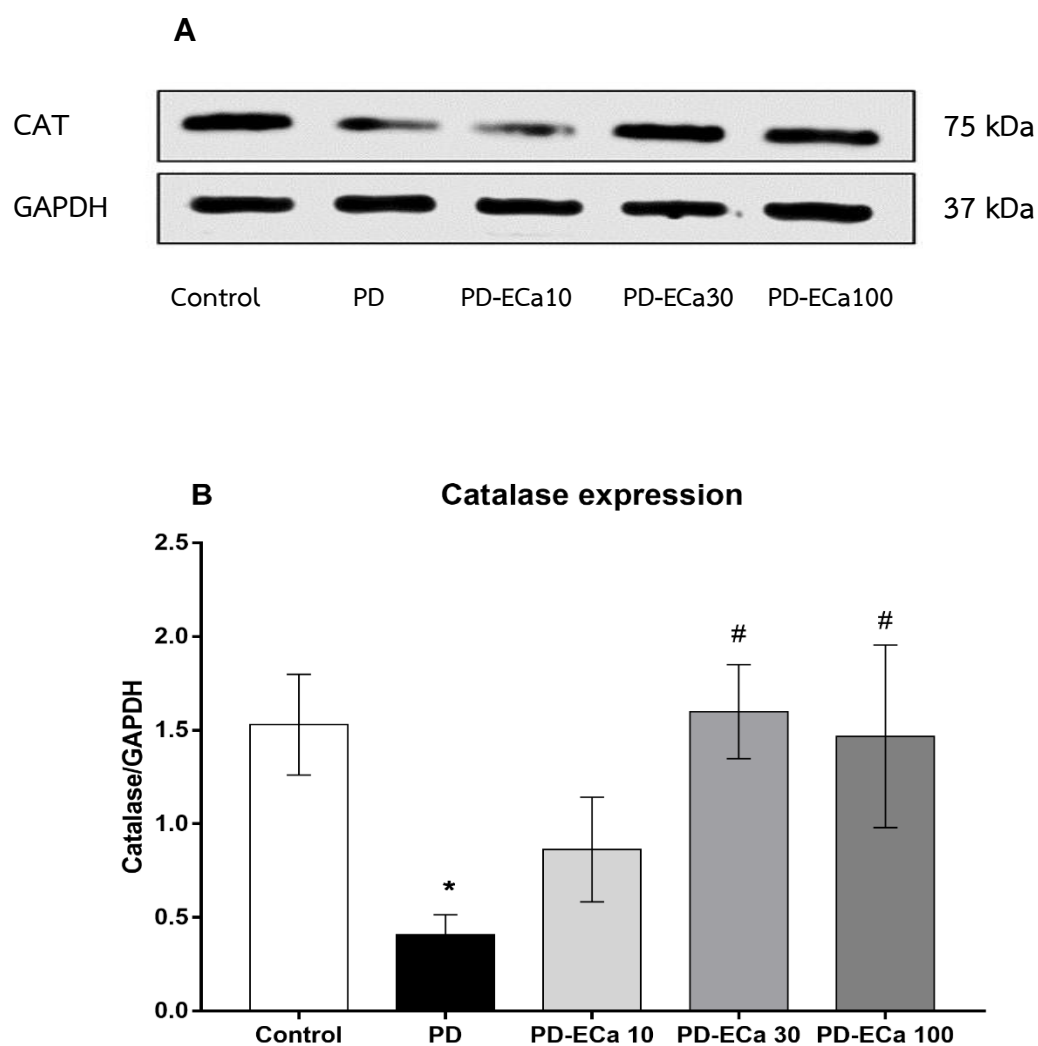 A
CAT 75 kDa
GAPDH 37 kDa
Control PD PD-ECa10 PD-ECa30 PD-ECa100
B Catalase expression
Catalase/GAPDH
2.5
2.0
1.5
1.0
0.5
0.0
* # #
Control PD PD-ECa 10 PD-ECa 30 PD-ECa 100